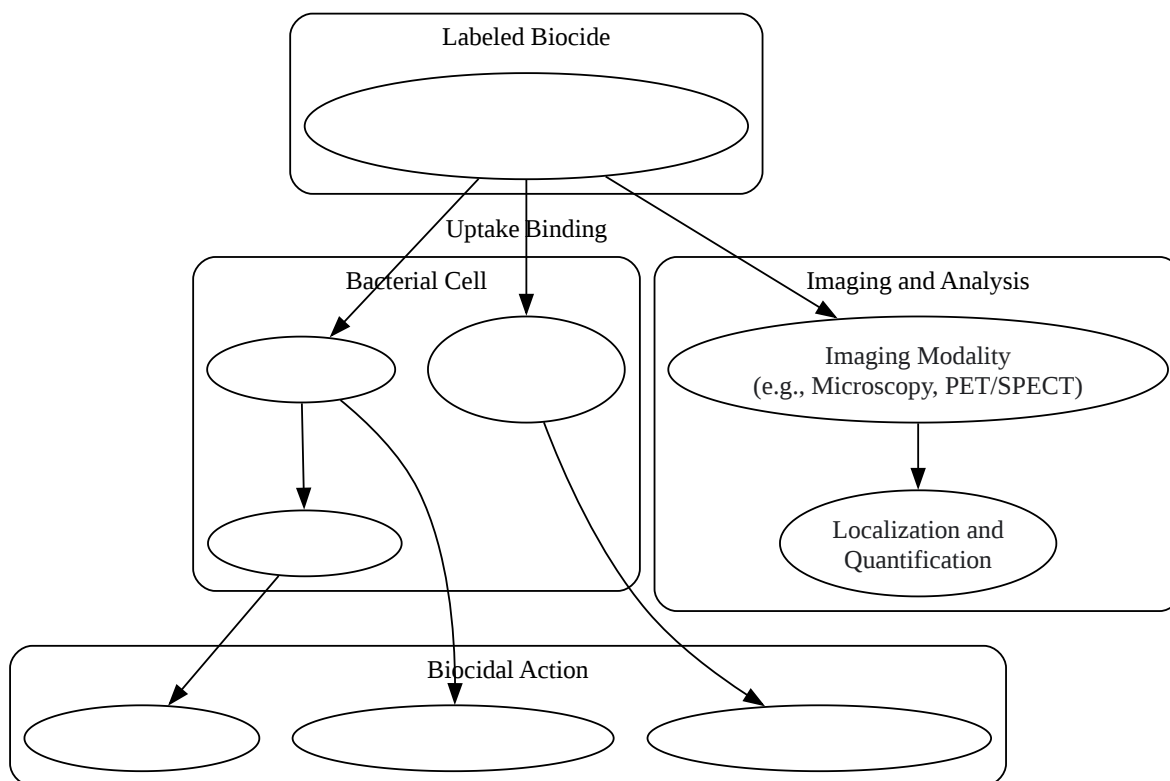 Labeled Biocide
Uptake Binding
Bacterial Cell
Imaging and Analysis
Imaging Modality
(e.g., Microscopy, PET/SPECT)
Localization and
Quantification
Biocidal Action